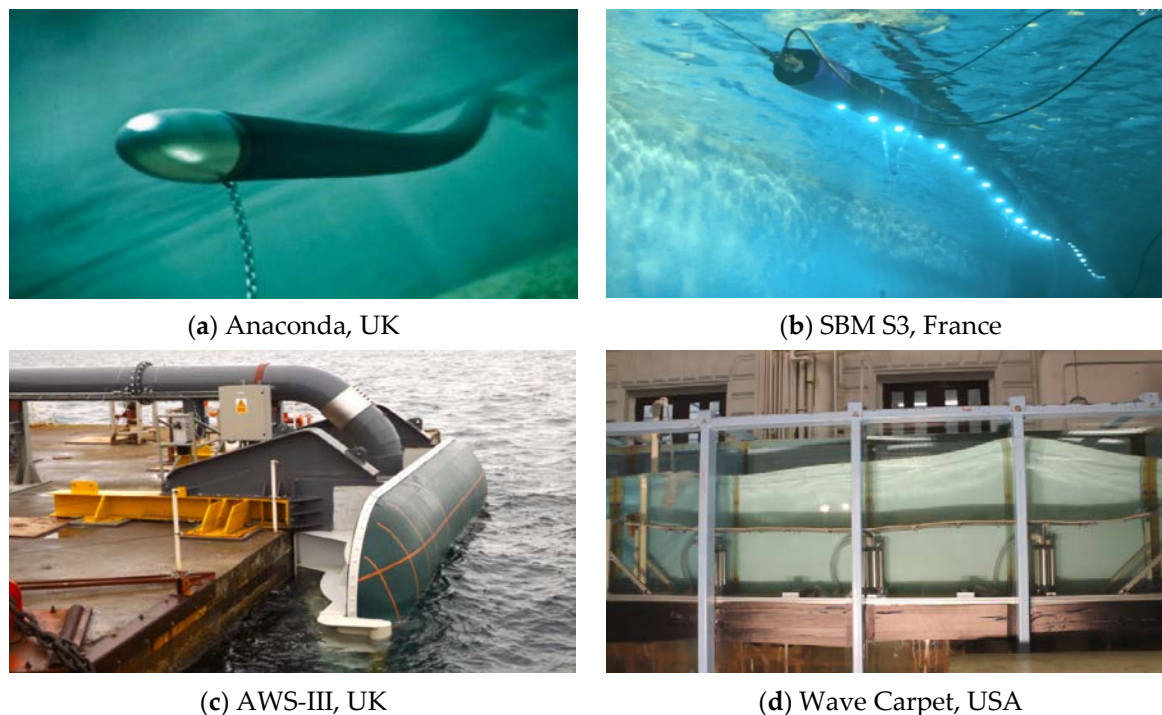 (a) Anaconda, UK
(b) SBM S3, France
(c) AWS-III, UK
(d) Wave Carpet, USA